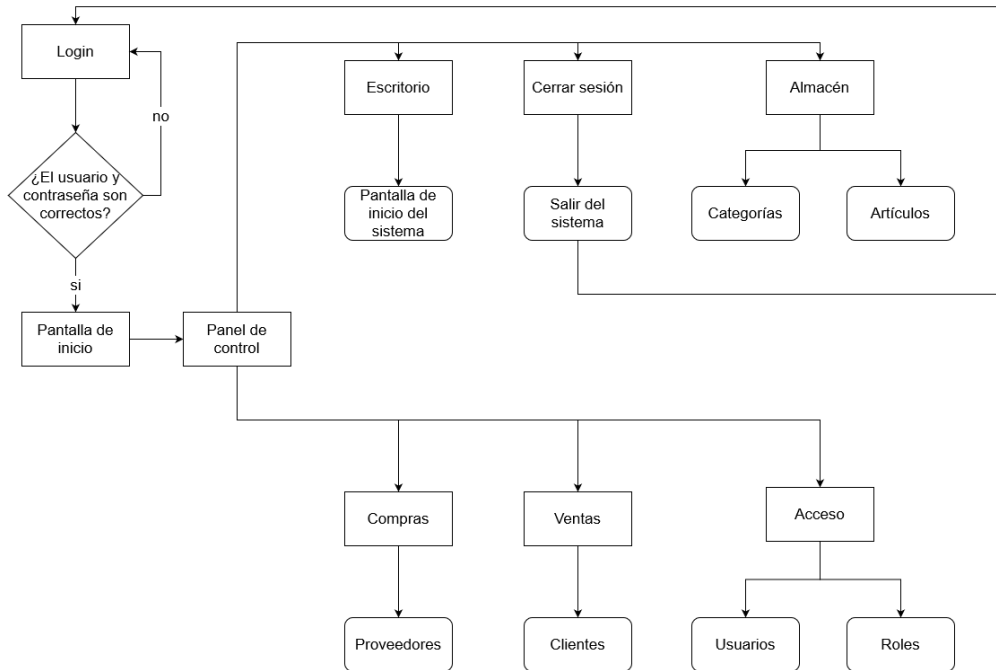 Login
no
¿El usuario y
contraseña son
correctos?
si
Pantalla de
inicio
Panel de
control
Escritorio
Cerrar sesión
Almacén
Pantalla de
inicio del
sistema
Salir del
sistema
Categorías
Artículos
Compras
Ventas
Acceso
Proveedores
Clientes
Usuarios
Roles